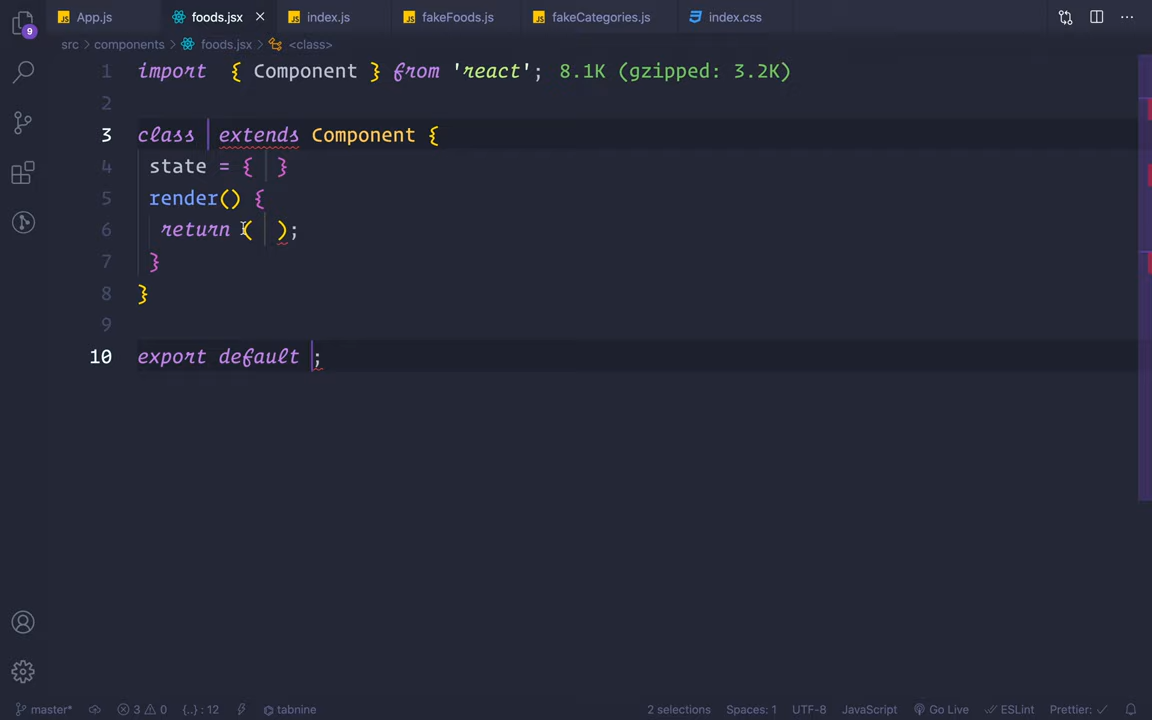 App.js foods.jsx index.js fakeFoods.js fakeCategories.js index.css
src > components > foods.jsx > <class>
1 import { Component } from 'react'; 8.1K (gzipped: 3.2K)
2
3 class extends Component {
4 state = { }
5 render() {
6 return ( );
7 }
8 }
9
10 export default ;
9
master* 3 0 {..} : 12 tabnine 2 selections Spaces: 1 UTF-8 JavaScript Go Live ESLint Prettier: